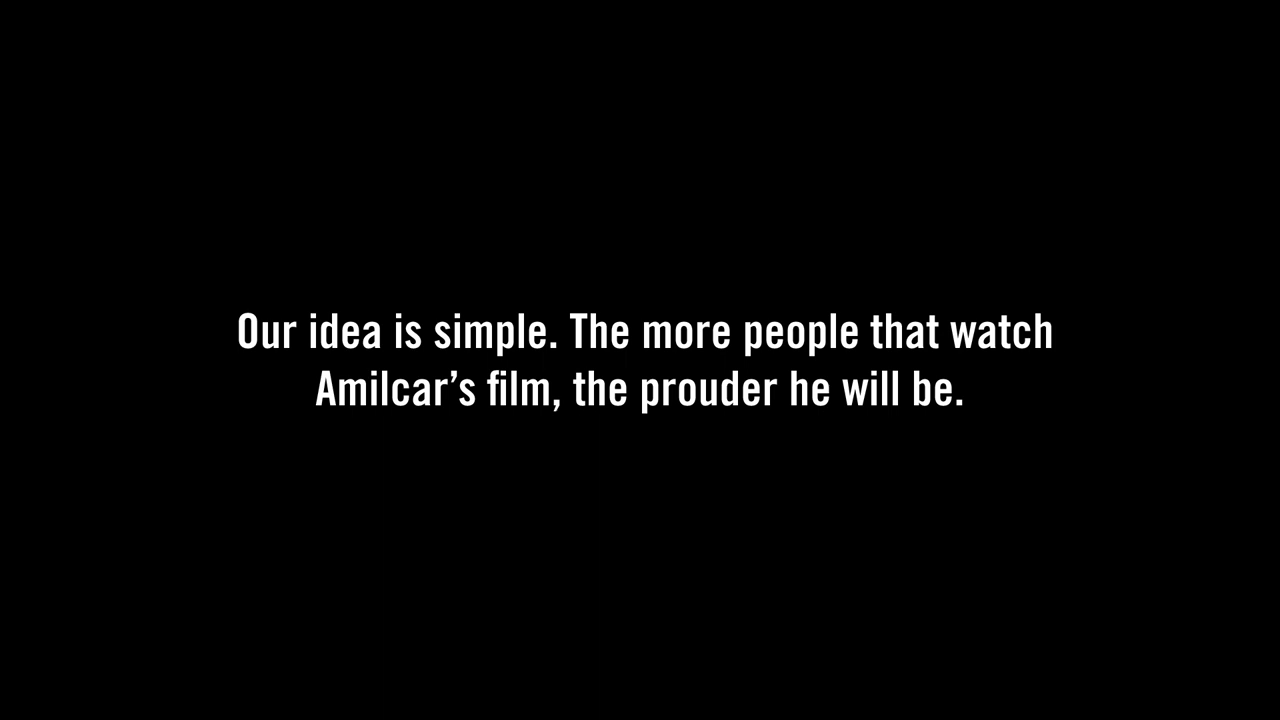 Our idea is simple. The more people that watch
Amilcar’s film, the prouder he will be.